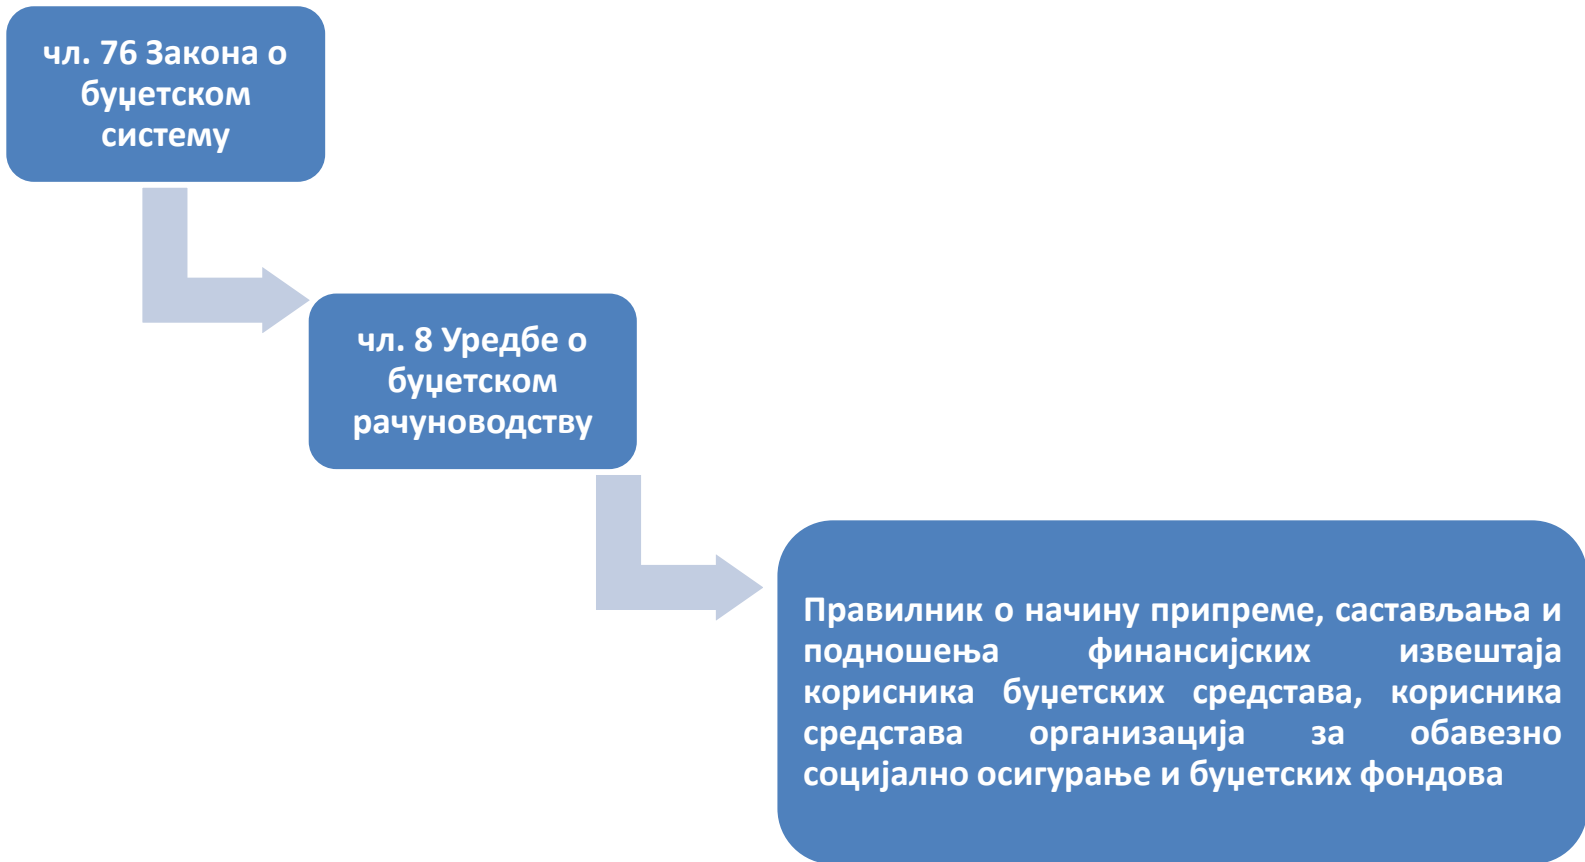 чл. 76 Закона о
буџетском
систему
чл. 8 Уредбе о
буџетском
рачуноводству
Правилник о начину припреме, састављања и
подношења финансијских извештаја
корисника буџетских средстава, корисника
средстава организација за обавезно
социјално осигурање и буџетских фондова